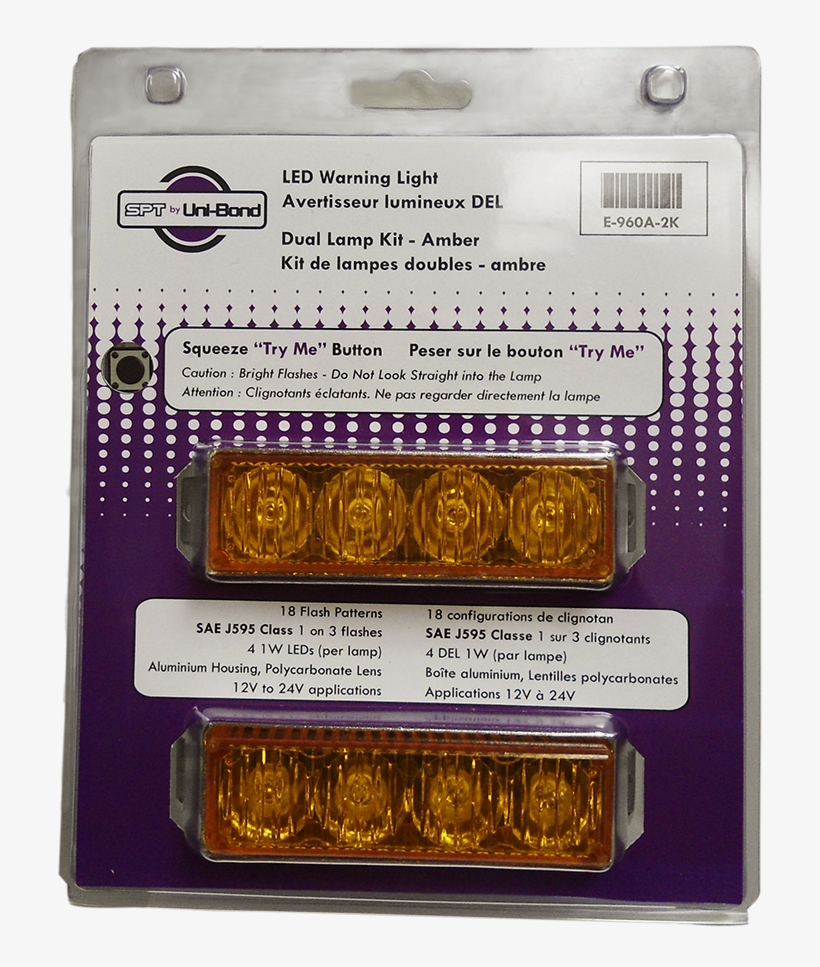 SPT by Uni-Bond
LED Warning Light
Avertisseur lumineux DEL
Dual Lamp Kit - Amber
Kit de lampes doubles - ambre
E-960A-2K
Squeeze “Try Me” Button
Peser sur le bouton “Try Me”
Caution : Bright Flashes - Do Not Look Straight into the Lamp
Attention : Clignotants éclatants. Ne pas regarder directement la lampe
18 Flash Patterns
SAE J595 Class 1 on 3 flashes
4 1W LEDs (per lamp)
Aluminium Housing, Polycarbonate Lens
12V to 24V applications
18 configurations de clignotan
SAE J595 Classe 1 sur 3 clignotants
4 DEL 1W (par lampe)
Boîte aluminium, Lentilles polycarbonates
Applications 12V à 24V